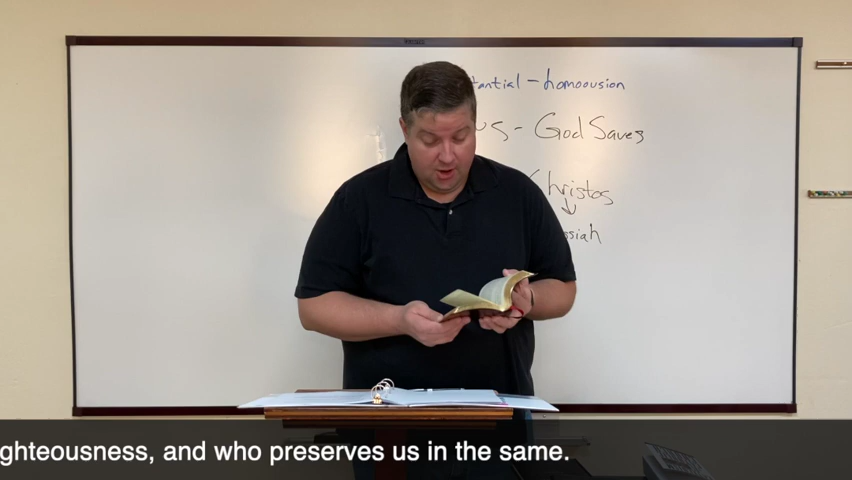 tantial - homoousion
us - God Saves
Christos
ssiah
ghteousness, and who preserves us in the same.